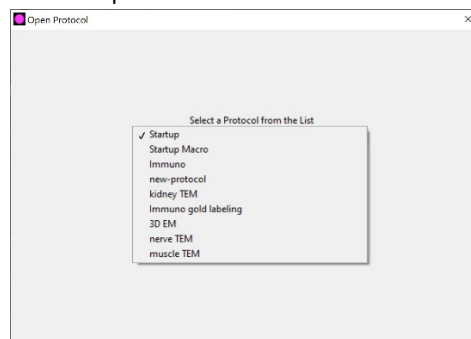 Open Protocol
Select a Protocol from the List
✓ Startup
Startup Macro
Immuno
new-protocol
kidney TEM
Immuno gold labeling
3D EM
nerve TEM
muscle TEM